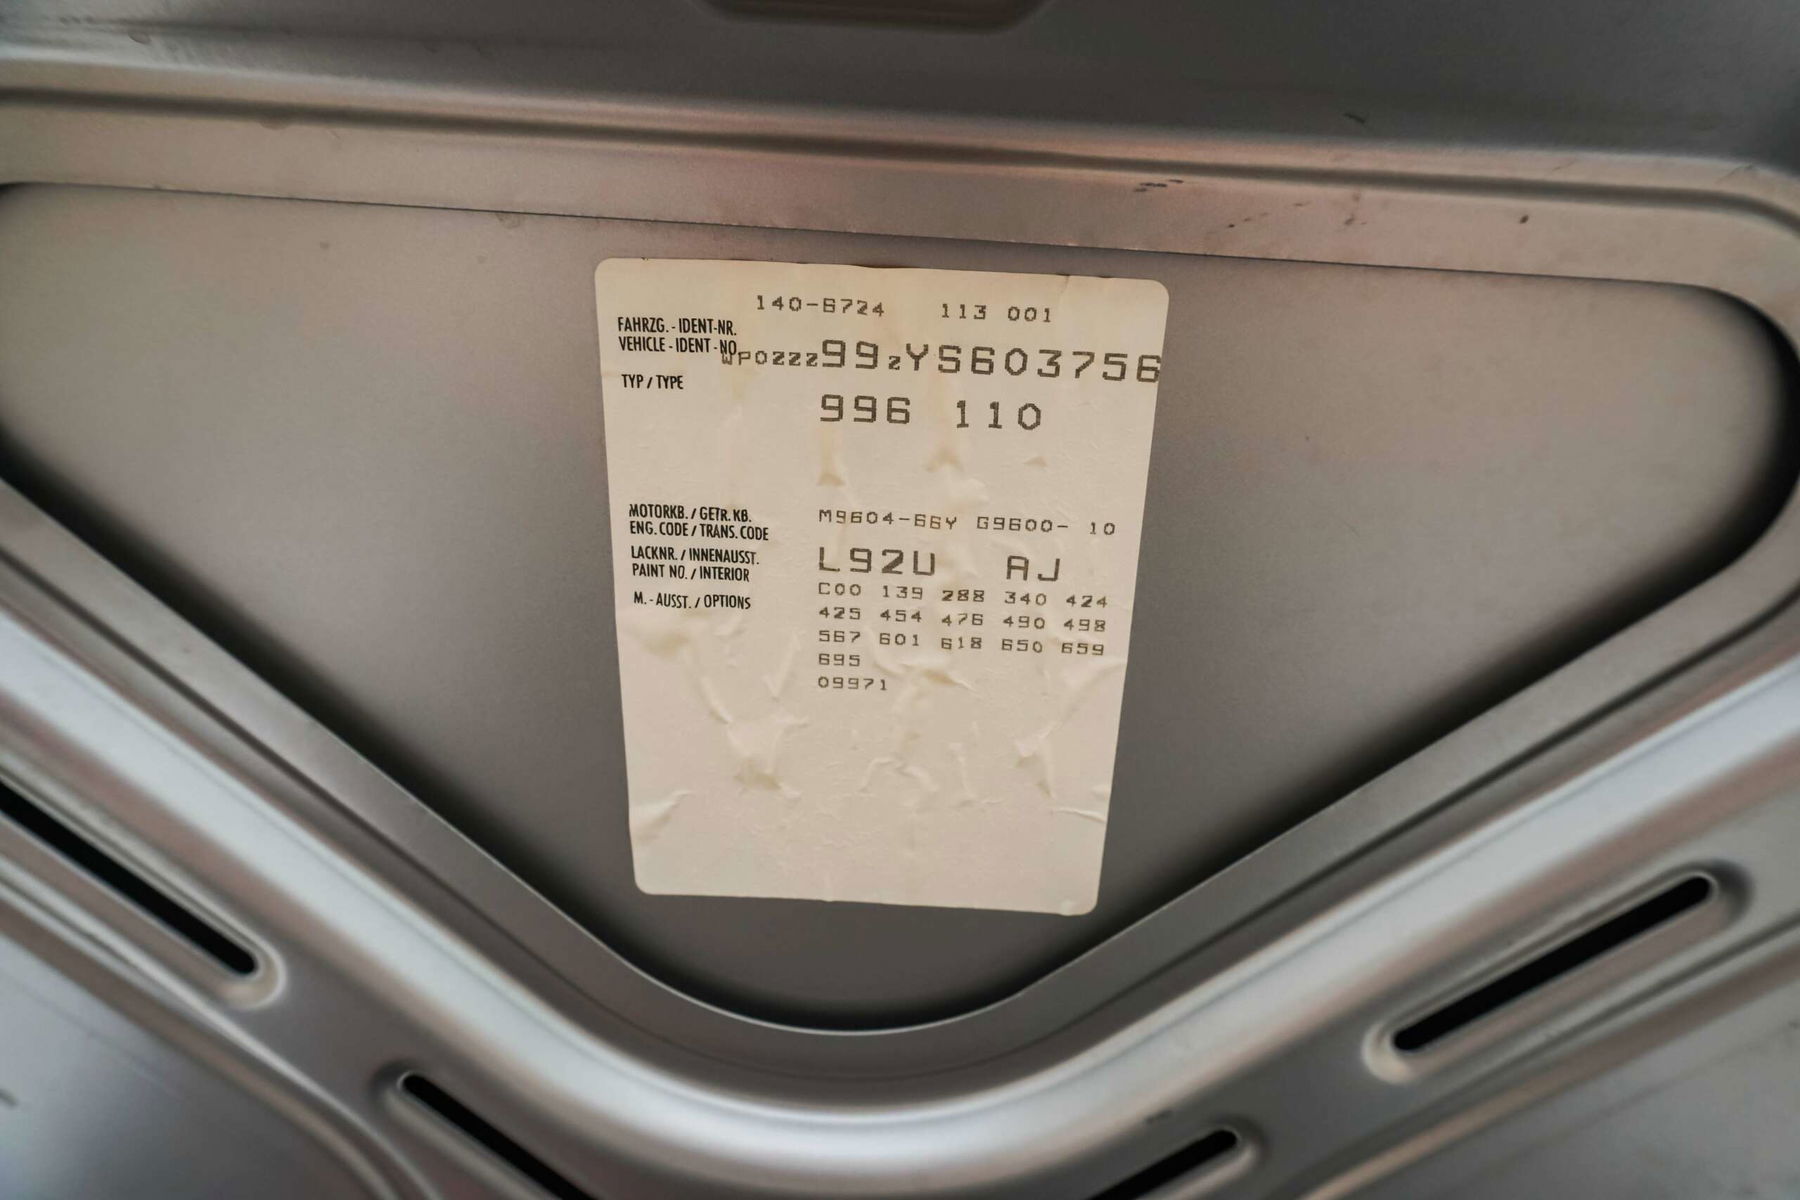 140-6724 113 001
FAHRZG. - IDENT-NR.
VEHICLE - IDENT - NO. WP0ZZZ99ZYS603756
TYP / TYPE
996 110
MOTORKB. / GETR. KB.
ENG. CODE / TRANS. CODE M9604-66Y G9600- 10
LACKNR. / INNENAUSST.
PAINT NO. / INTERIOR L92U AJ
M. - AUSST. / OPTIONS C00 139 288 340 424
425 454 476 490 498
567 601 618 650 659
695
09971